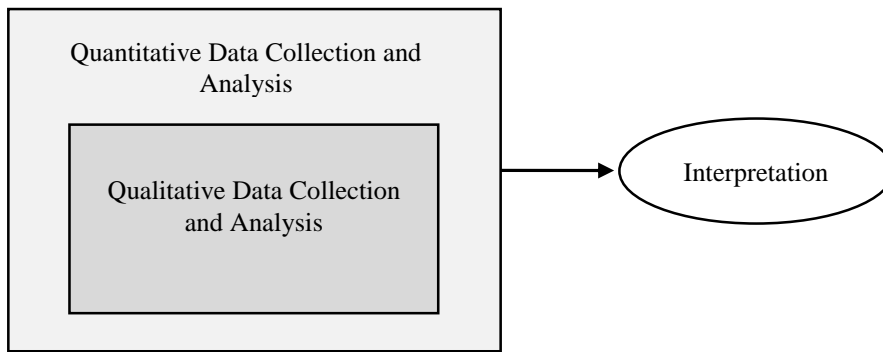 Quantitative Data Collection and
Analysis
Qualitative Data Collection
and Analysis
Interpretation